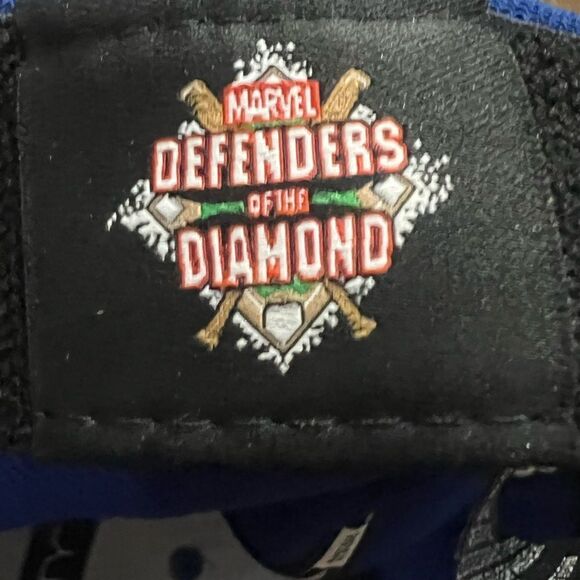 MARVEL
DEFENDERS
OF THE
DIAMOND